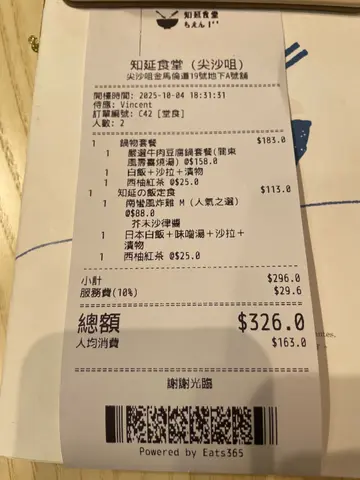 知延食堂
ちえん
知延食堂 (尖沙咀)
尖沙咀金馬倫道19號地下A號舖
開檯時間: 2025-10-04 18:31:31
侍應: Vincent
訂單編號: C42 [堂食]
人數: 2
1 鍋物套餐 $183.0
1 嚴選牛肉豆腐鍋套餐(關東
風壽喜燒湯) @$158.0
1 白飯+沙拉+漬物
1 西柚紅茶 @$25.0
1 知延の飯定食 $113.0
1 南蠻風炸雞 M (人氣之選)
@$88.0
芥末沙律醬
1 日本白飯+味噌湯+沙拉+
漬物
1 西柚紅茶 @$25.0
小計 $296.0
服務費(10%) $29.6
總額 $326.0
人均消費 $163.0
謝謝光臨
Powered by Eats365